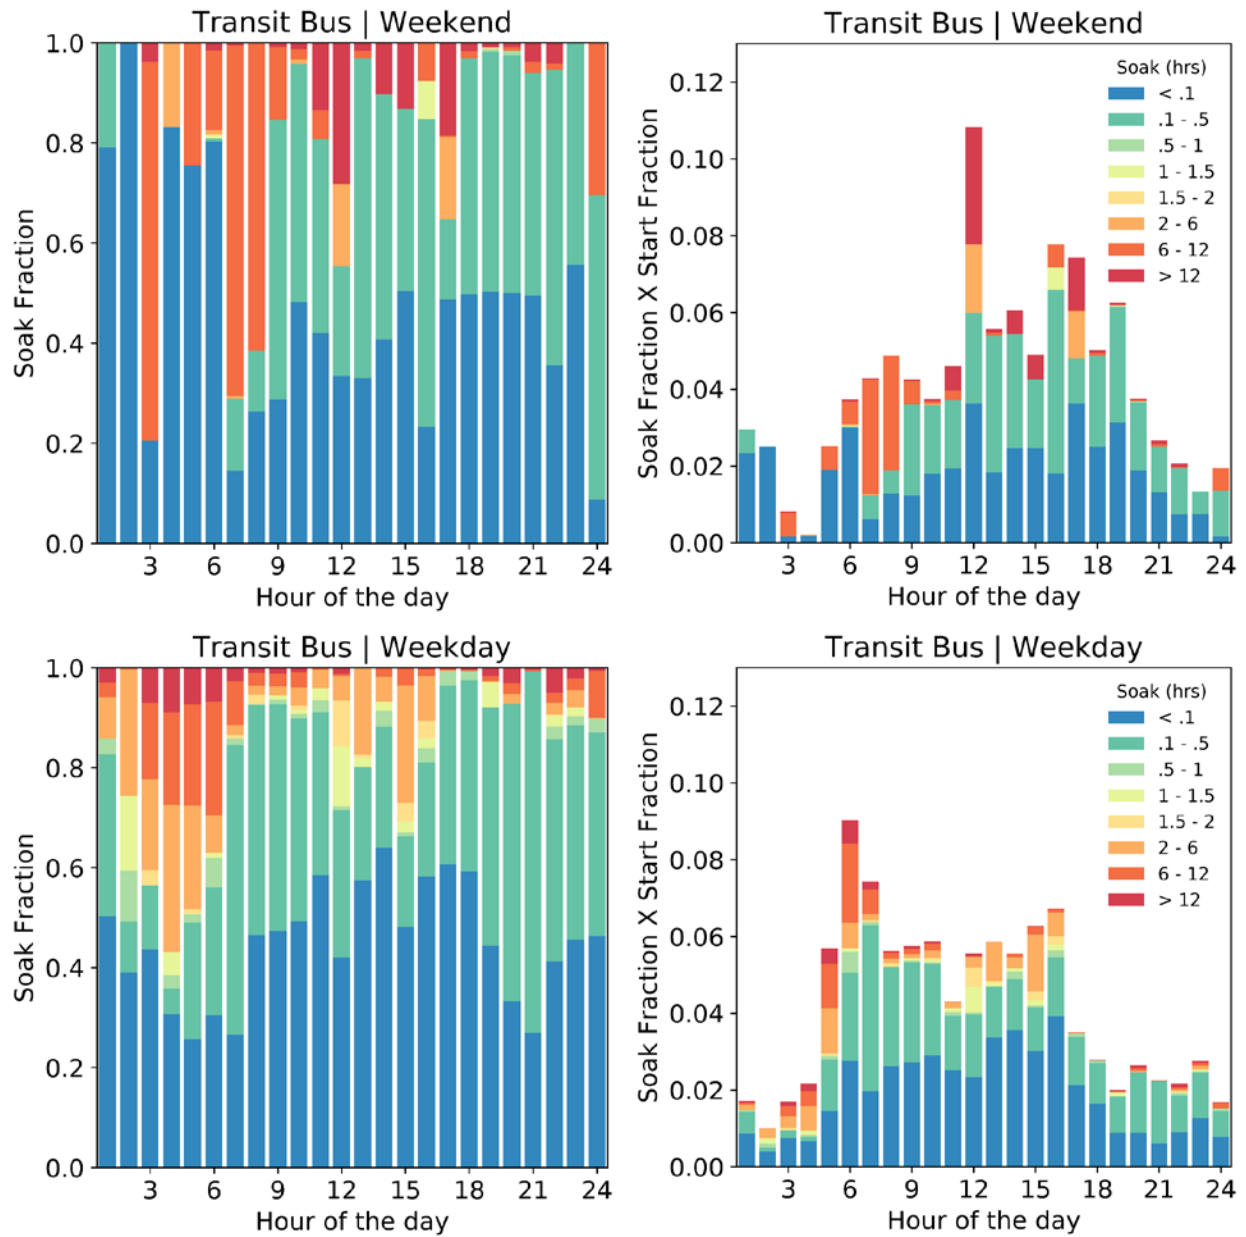 Transit Bus | Weekend
1.0
0.8
0.6
0.4
0.2
0.0
Soak Fraction
3 6 9 12 15 18 21 24
Hour of the day
Transit Bus | Weekend
0.12
0.10
0.08
0.06
0.04
0.02
0.00
Soak Fraction X Start Fraction
Soak (hrs)
< .1
.1 - .5
.5 - 1
1 - 1.5
1.5 - 2
2 - 6
6 - 12
> 12
3 6 9 12 15 18 21 24
Hour of the day
Transit Bus | Weekday
1.0
0.8
0.6
0.4
0.2
0.0
Soak Fraction
3 6 9 12 15 18 21 24
Hour of the day
Transit Bus | Weekday
0.12
0.10
0.08
0.06
0.04
0.02
0.00
Soak Fraction X Start Fraction
Soak (hrs)
< .1
.1 - .5
.5 - 1
1 - 1.5
1.5 - 2
2 - 6
6 - 12
> 12
3 6 9 12 15 18 21 24
Hour of the day